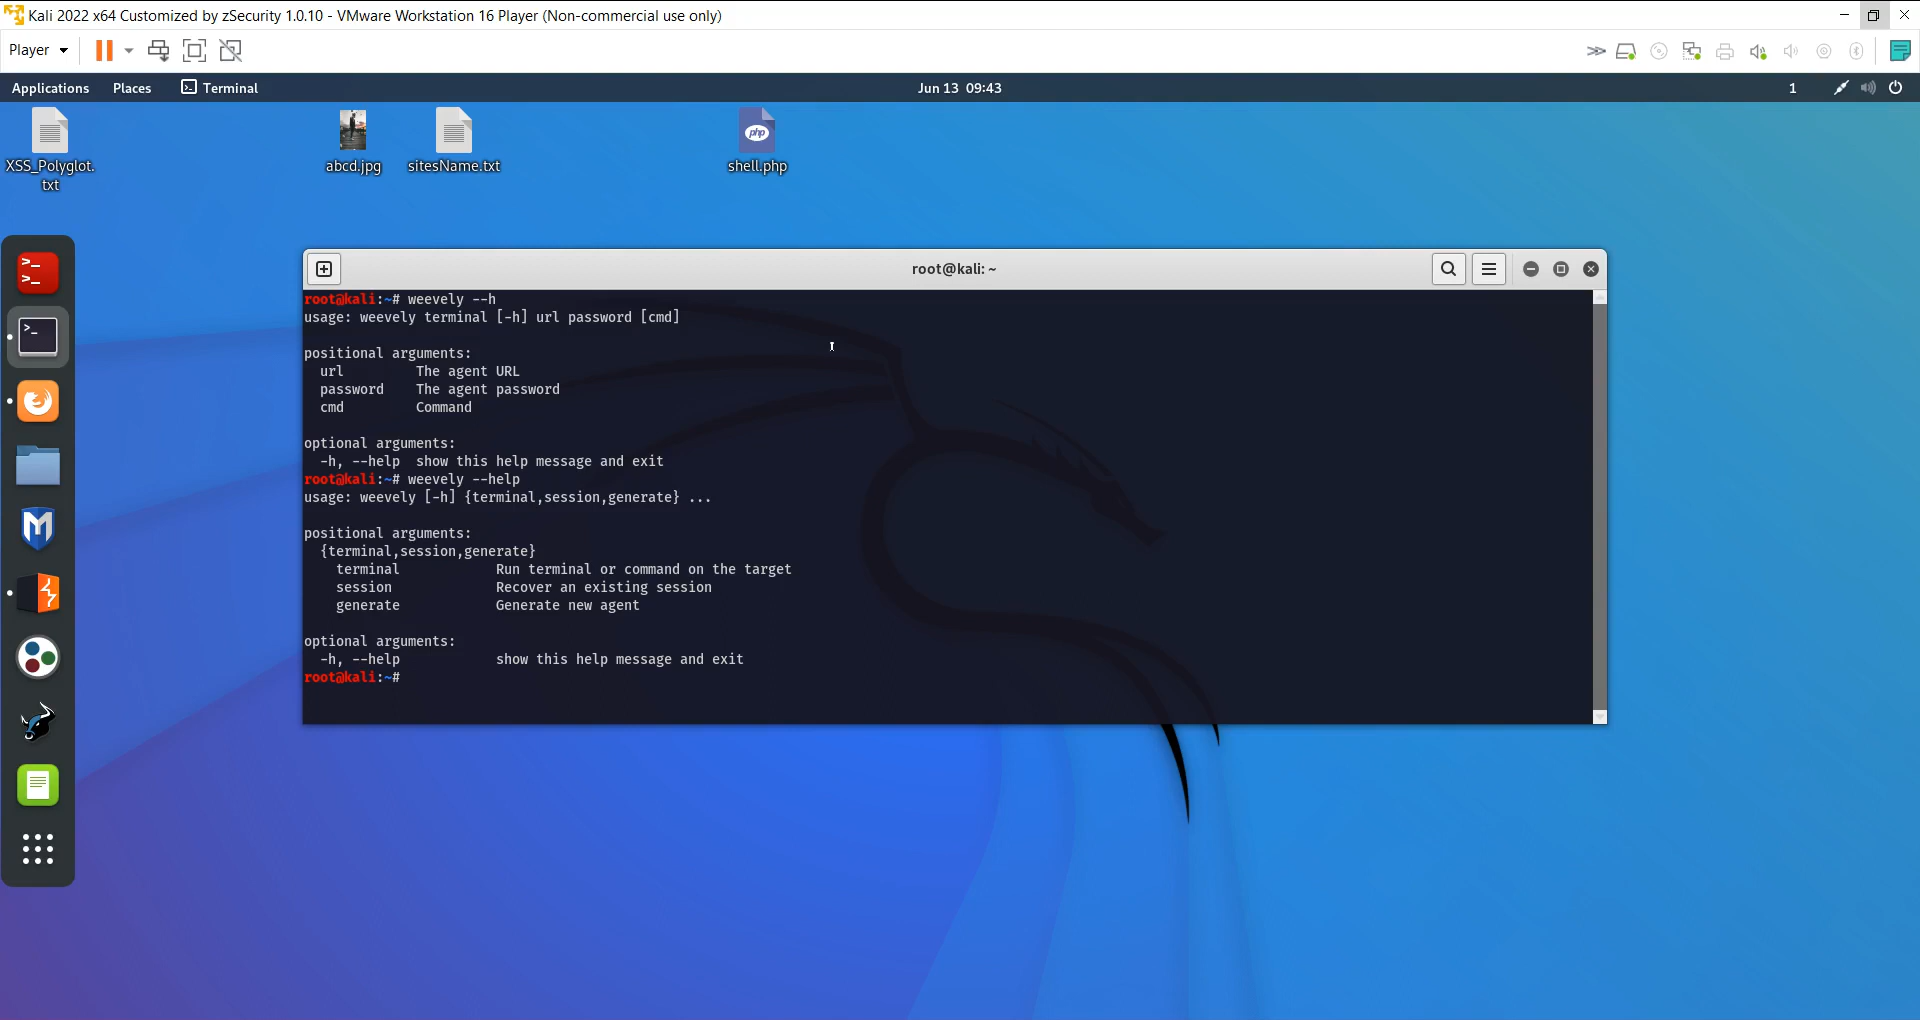 Kali 2022 x64 Customized by zSecurity 1.0.10 - VMware Workstation 16 Player (Non-commercial use only)
Player
Applications Places Terminal Jun 13 09:43 1
XSS_Polyglot.
txt
abcd.jpg
sitesName.txt
php
shell.php
root@kali: ~
root@kali:~# weevely --h
usage: weevely terminal [-h] url password [cmd]
positional arguments:
url The agent URL
password The agent password
cmd Command
optional arguments:
-h, --help show this help message and exit
root@kali:~# weevely --help
usage: weevely [-h] {terminal,session,generate} ...
positional arguments:
{terminal,session,generate}
terminal Run terminal or command on the target
session Recover an existing session
generate Generate new agent
optional arguments:
-h, --help show this help message and exit
root@kali:~#